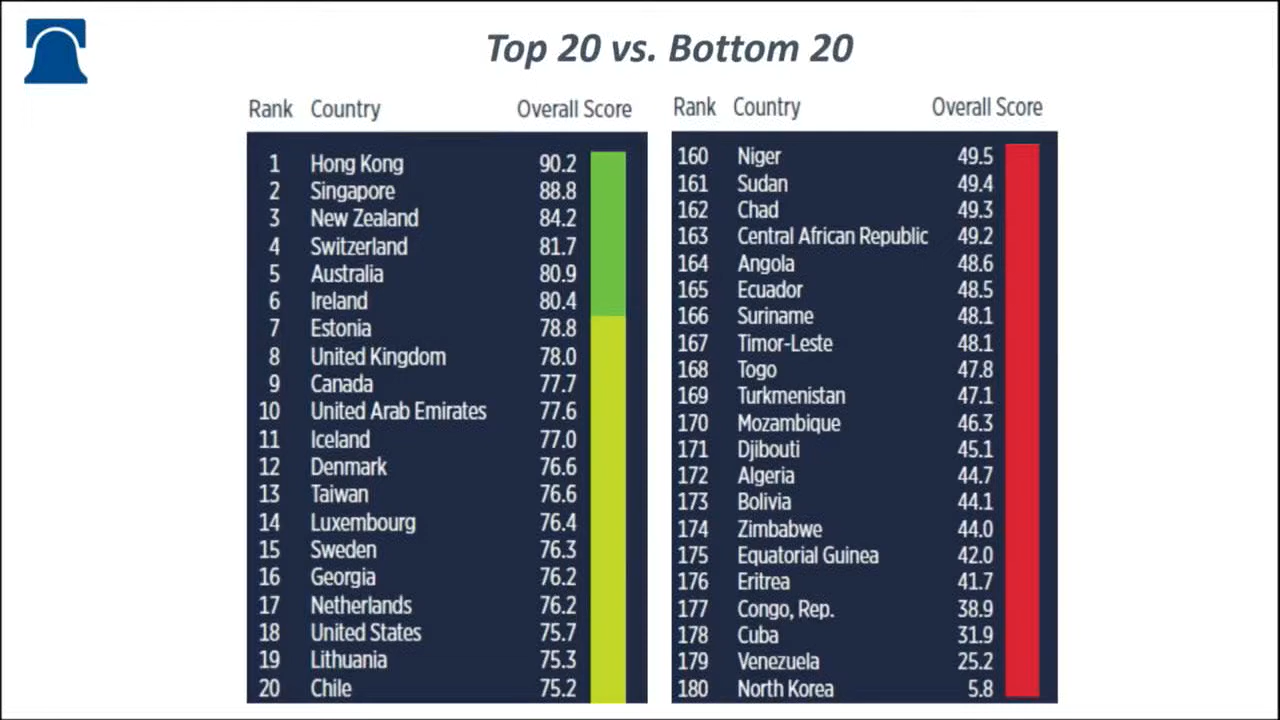 Top 20 vs. Bottom 20
Rank Country Overall Score
1 Hong Kong 90.2
2 Singapore 88.8
3 New Zealand 84.2
4 Switzerland 81.7
5 Australia 80.9
6 Ireland 80.4
7 Estonia 78.8
8 United Kingdom 78.0
9 Canada 77.7
10 United Arab Emirates 77.6
11 Iceland 77.0
12 Denmark 76.6
13 Taiwan 76.6
14 Luxembourg 76.4
15 Sweden 76.3
16 Georgia 76.2
17 Netherlands 76.2
18 United States 75.7
19 Lithuania 75.3
20 Chile 75.2
Rank Country Overall Score
160 Niger 49.5
161 Sudan 49.4
162 Chad 49.3
163 Central African Republic 49.2
164 Angola 48.6
165 Ecuador 48.5
166 Suriname 48.1
167 Timor-Leste 48.1
168 Togo 47.8
169 Turkmenistan 47.1
170 Mozambique 46.3
171 Djibouti 45.1
172 Algeria 44.7
173 Bolivia 44.1
174 Zimbabwe 44.0
175 Equatorial Guinea 42.0
176 Eritrea 41.7
177 Congo, Rep. 38.9
178 Cuba 31.9
179 Venezuela 25.2
180 North Korea 5.8